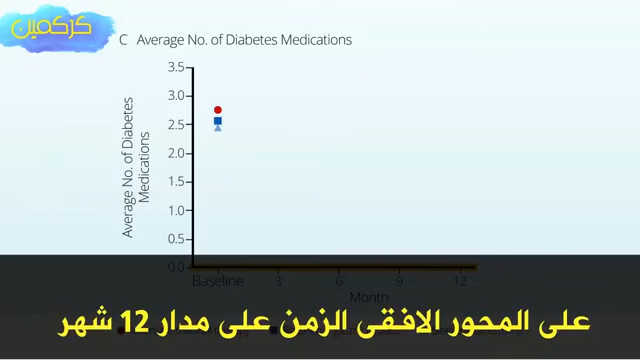 كركمين
C Average No. of Diabetes Medications
3.5
3.0
2.5
2.0
1.5
1.0
0.5
0.0
Average No. of Diabetes
Medications
Baseline 3 6 9 12
Month
على المحور الافقى الزمن على مدار 12 شهر